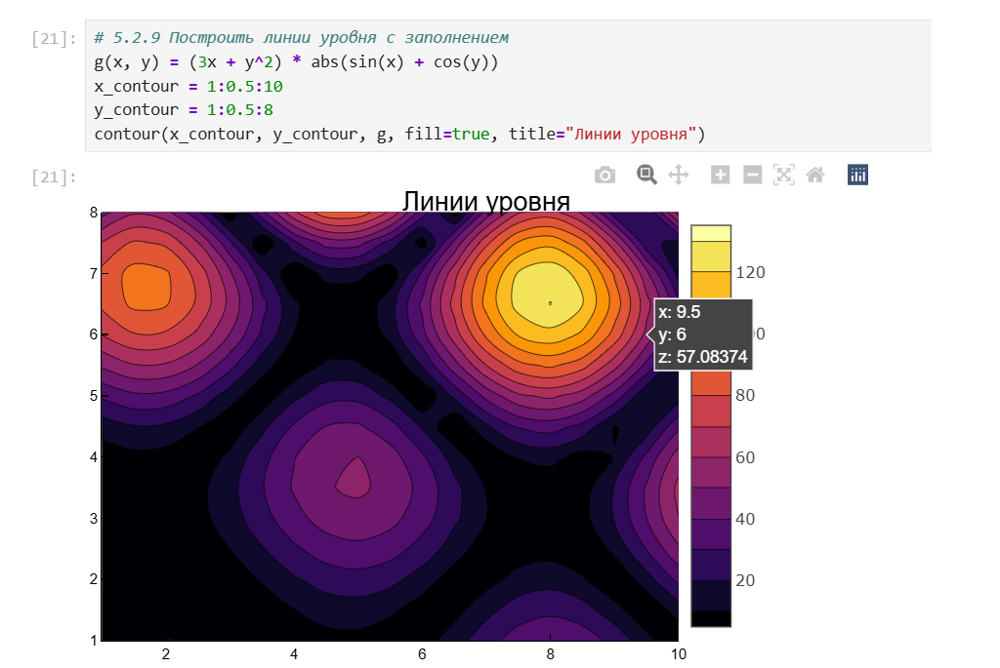 [21]:
# 5.2.9 Построить линии уровня с заполнением
g(x, y) = (3x + y^2) * abs(sin(x) + cos(y))
x_contour = 1:0.5:10
y_contour = 1:0.5:8
contour(x_contour, y_contour, g, fill=true, title="Линии уровня")
[21]:
Линии уровня
8
7
6
5
4
3
2
1
2
4
6
8
10
x: 9.5
y: 6
z: 57.08374
120
80
60
40
20